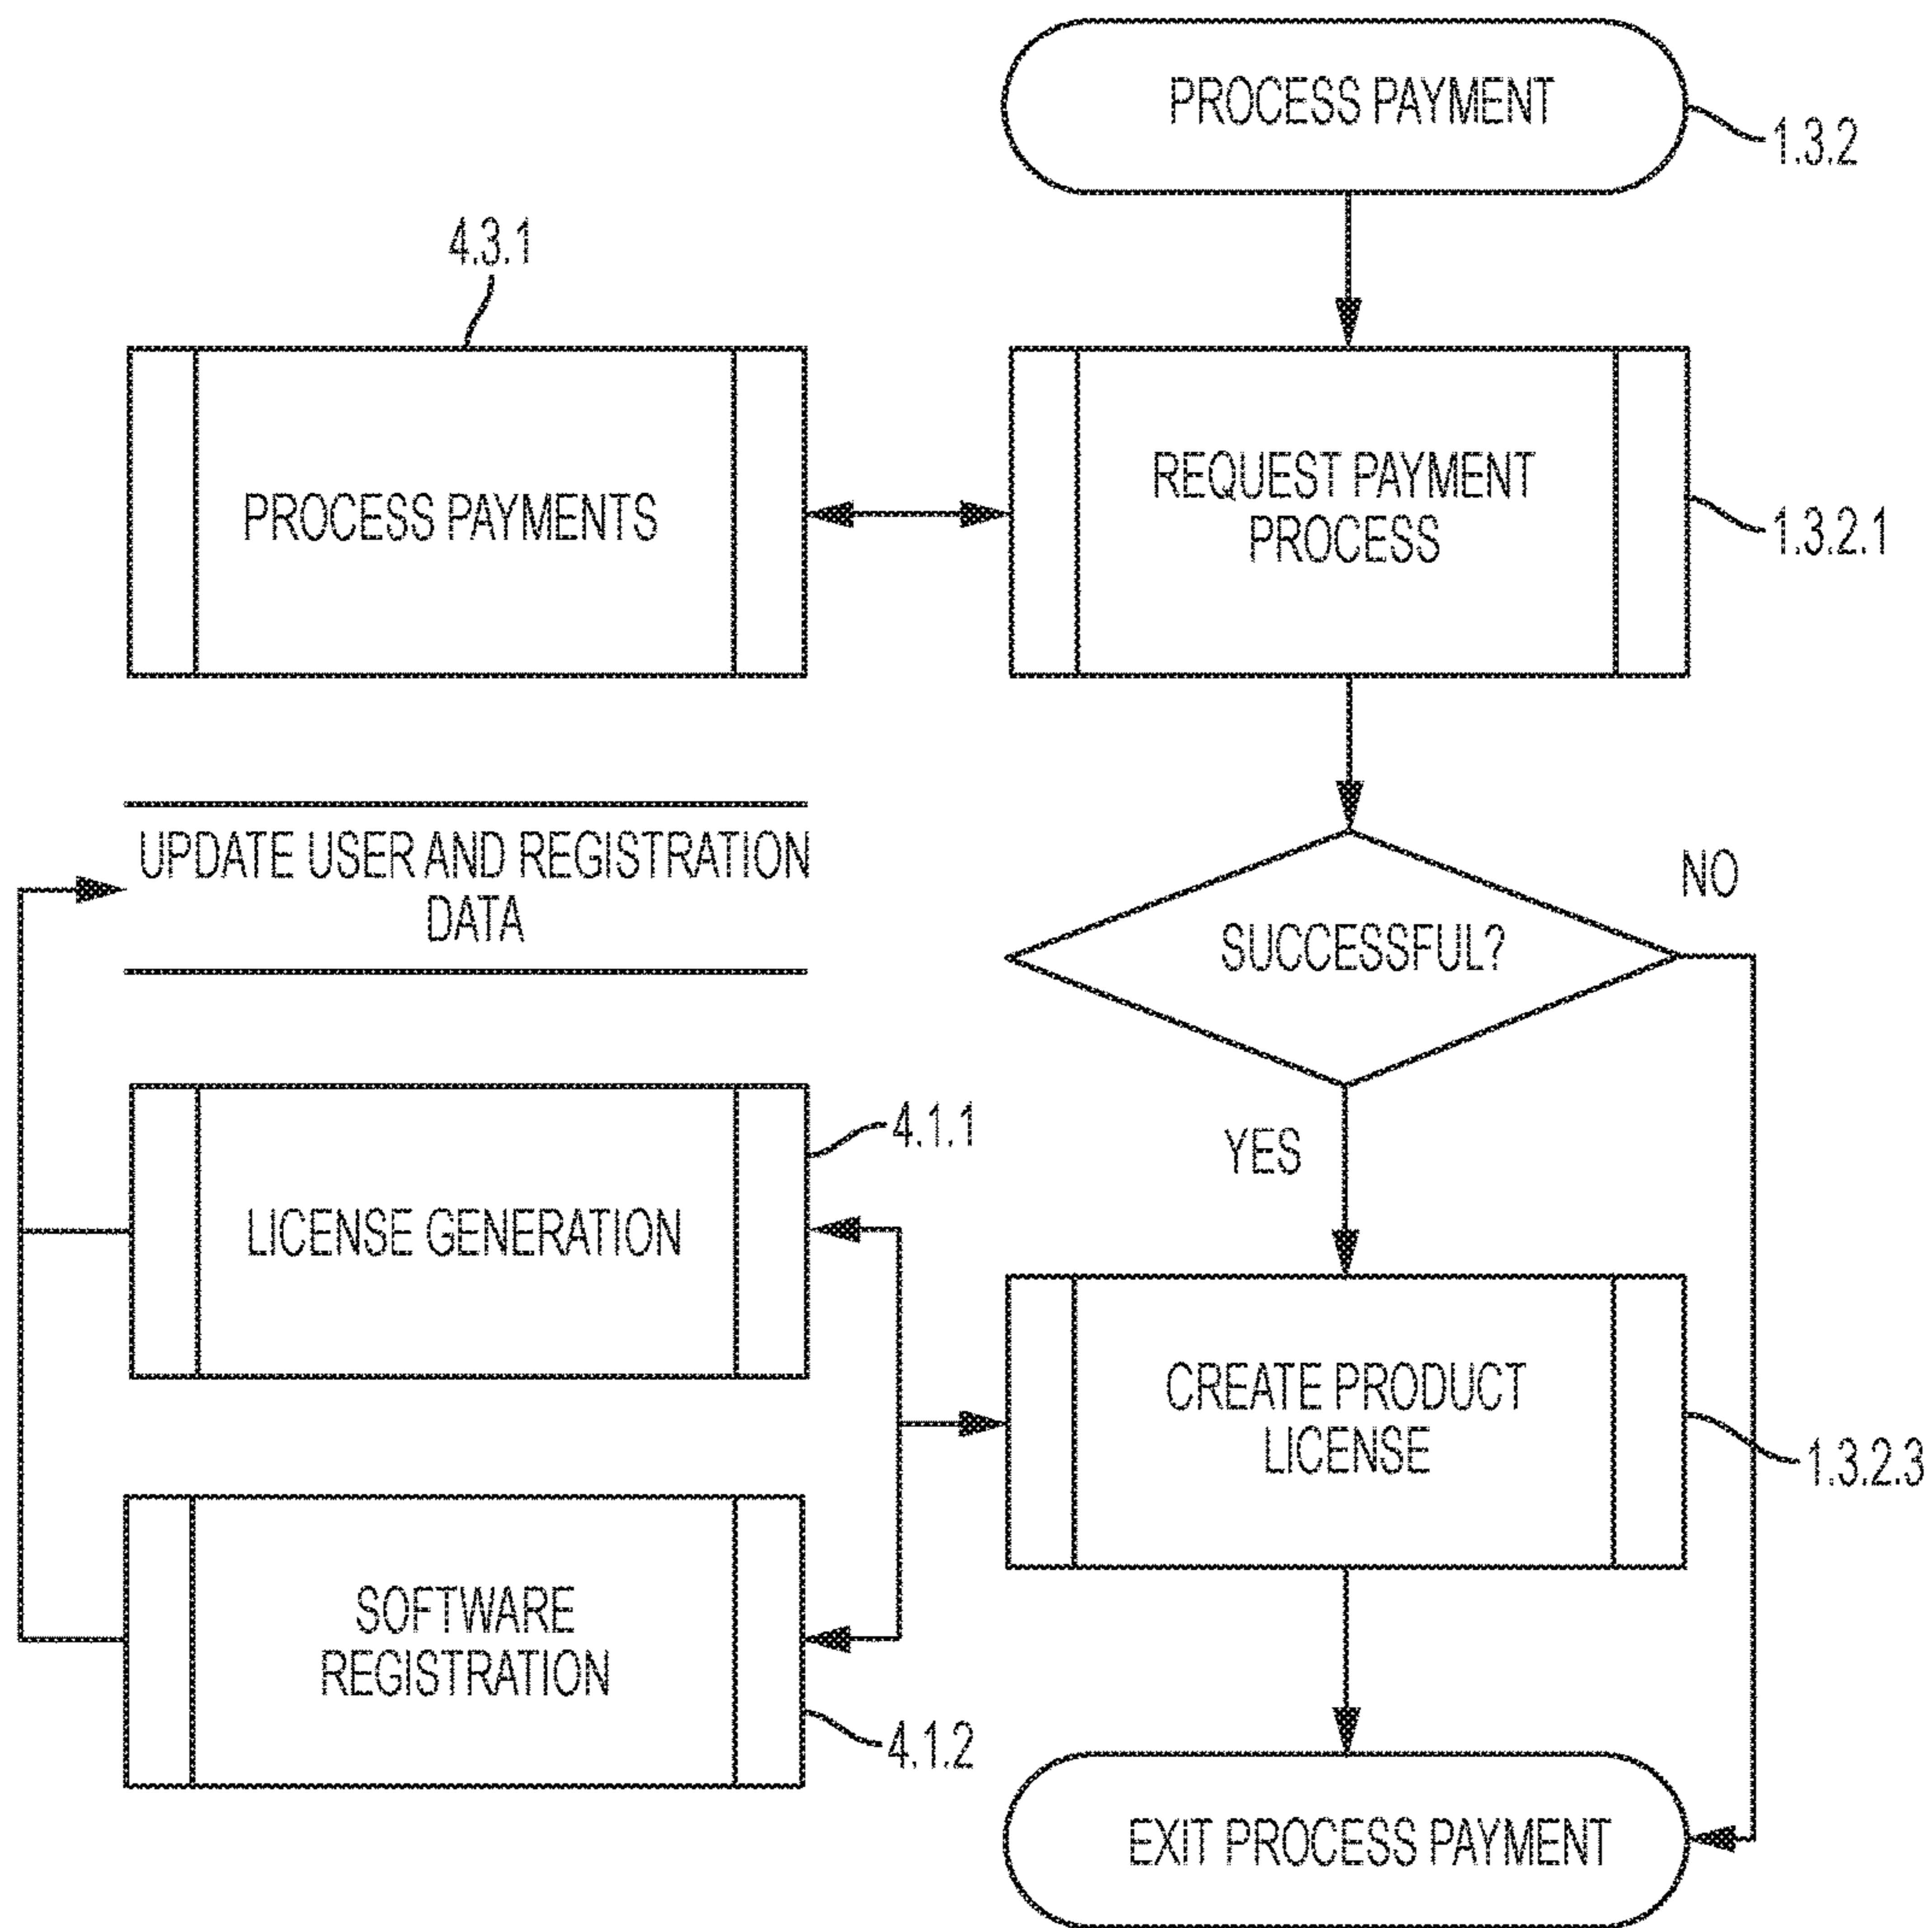 PROCESS PAYMENT
1.3.2
4.3.1
PROCESS PAYMENTS
REQUEST PAYMENT
PROCESS
1.3.2.1
UPDATE USER AND REGISTRATION
DATA
SUCCESSFUL?
NO
YES
4.1.1
LICENSE GENERATION
CREATE PRODUCT
LICENSE
1.3.2.3
SOFTWARE
REGISTRATION
4.1.2
EXIT PROCESS PAYMENT